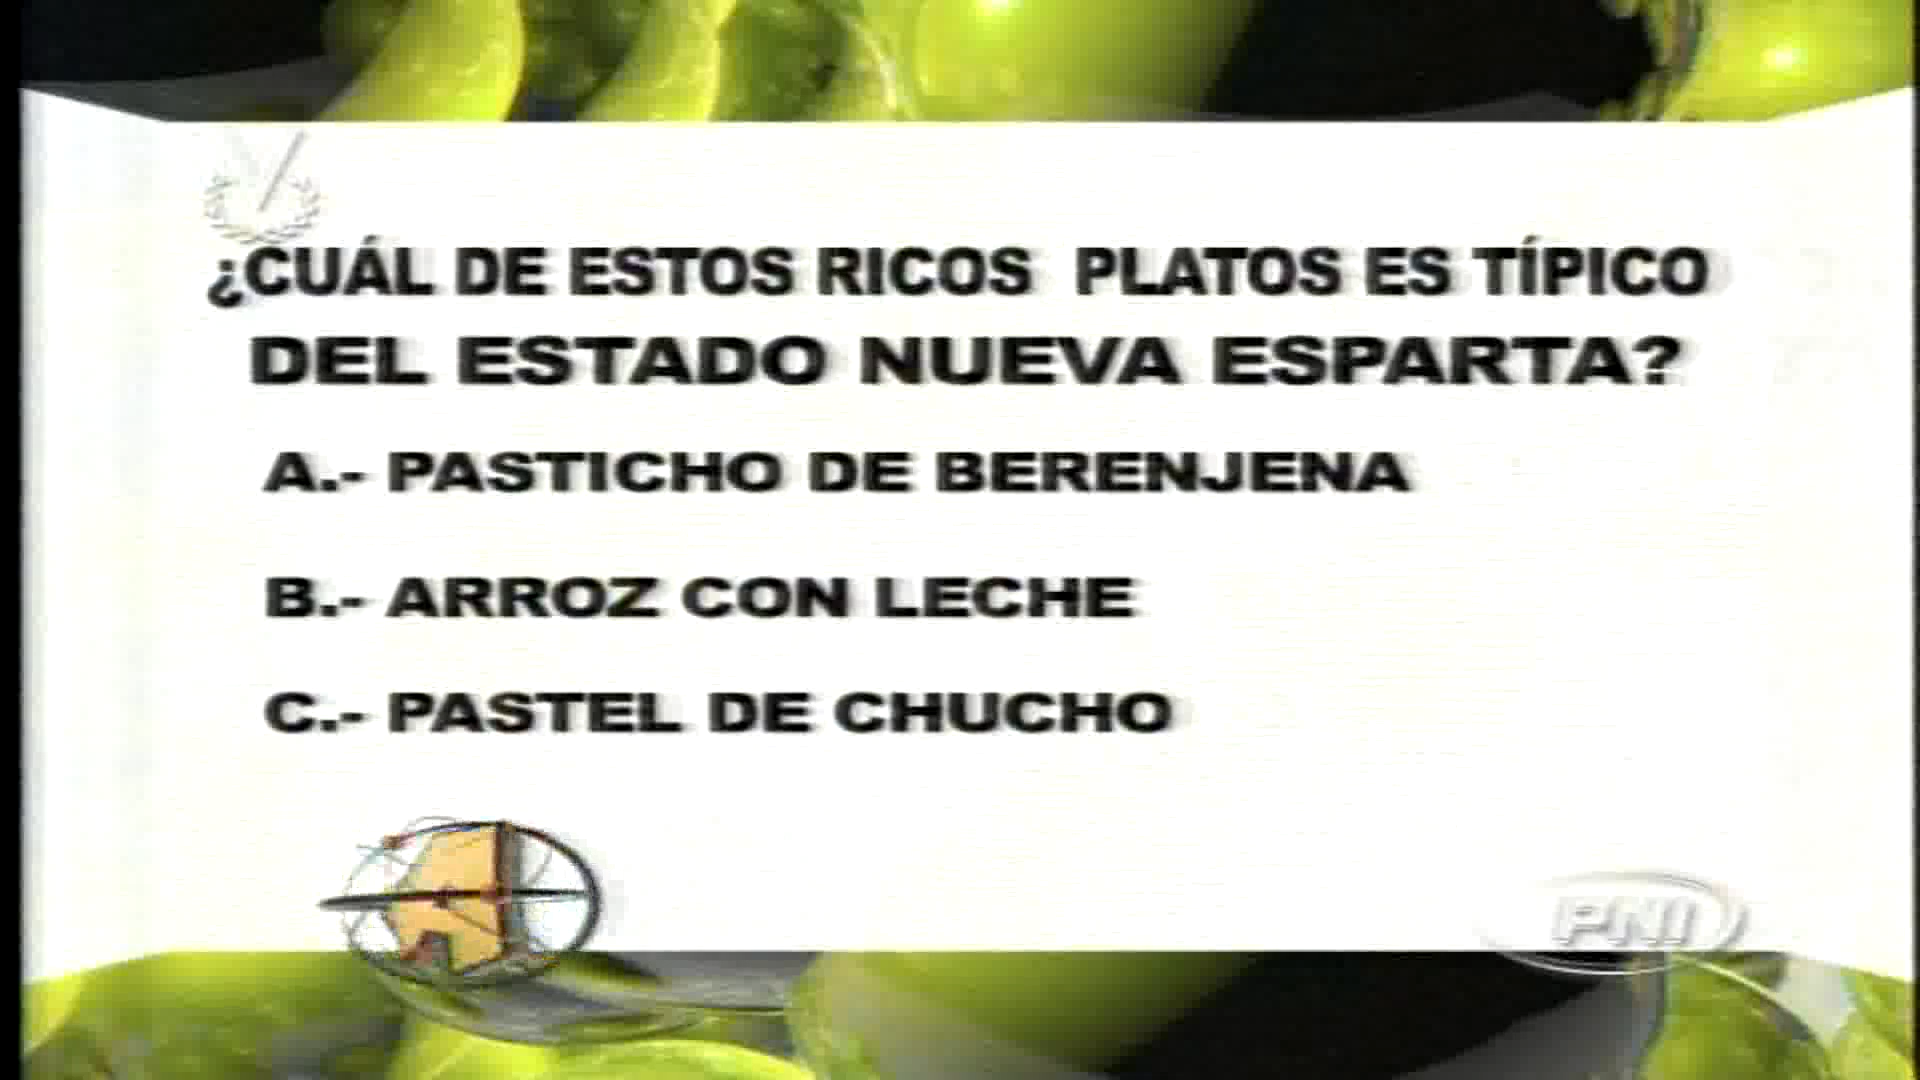 ¿CUÁL DE ESTOS RICOS PLATOS ES TÍPICO
DEL ESTADO NUEVA ESPARTA?
A.- PASTICHO DE BERENJENA
B.- ARROZ CON LECHE
C.- PASTEL DE CHUCHO
PNI